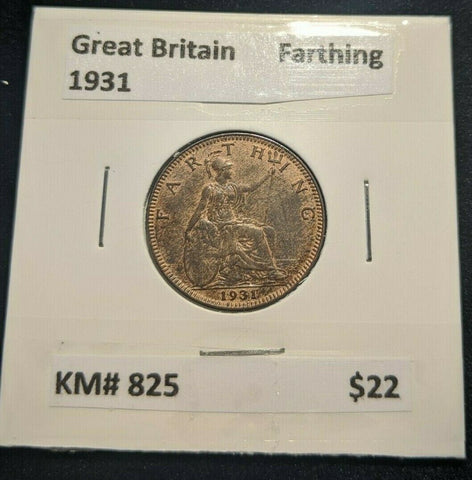 Great Britain Farthing
1931
FARTHING
1931
KM# 825 $22